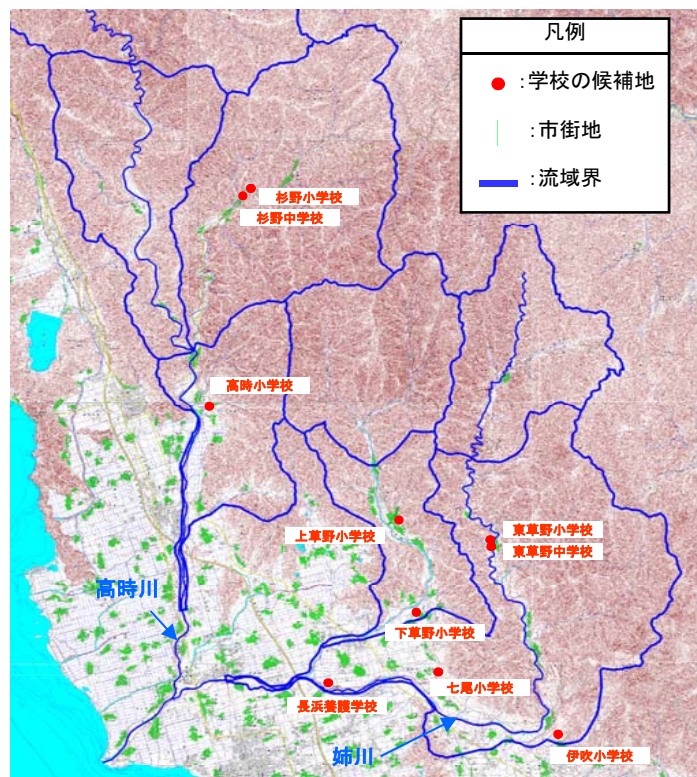 凡例
:学校の候補地
:市街地
:流域界
杉野小学校
杉野中学校
高時小学校
上草野小学校
東草野小学校
東草野中学校
高時川
下草野小学校
七尾小学校
長浜養護学校
姉川
伊吹小学校